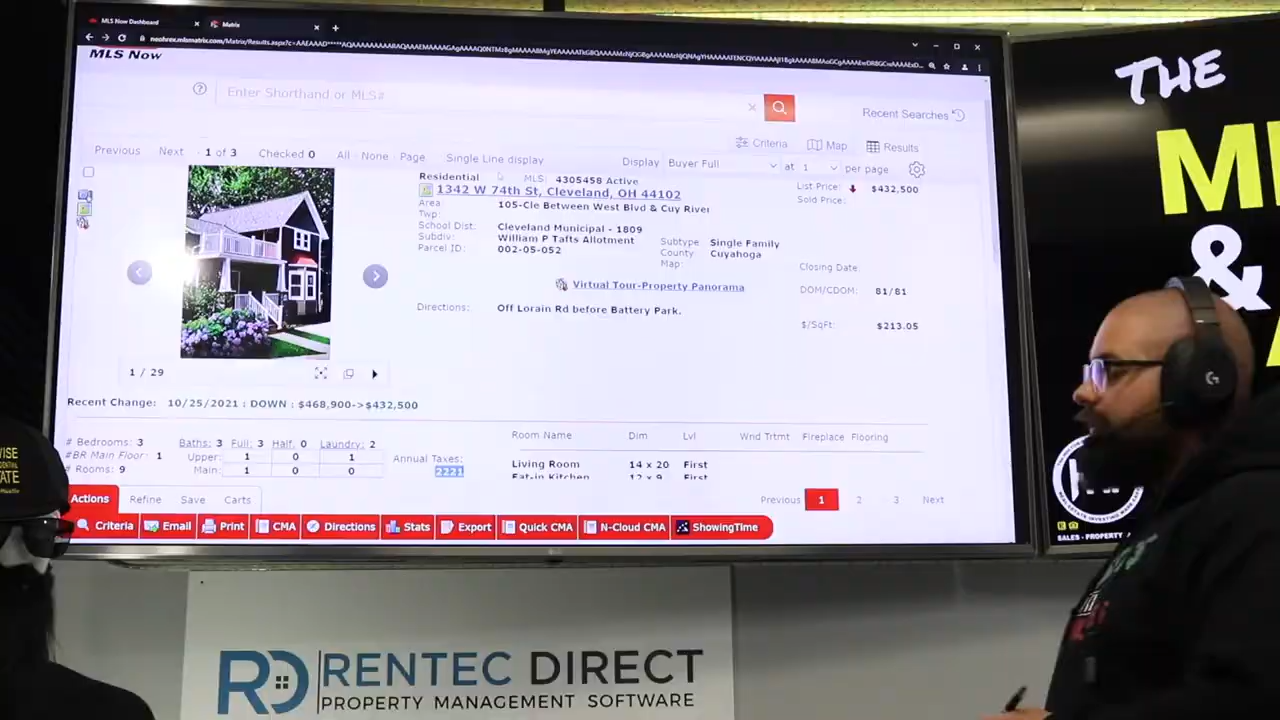 MLS Now Dashboard
Matrix
MLS Now
Enter Shorthand or MLS#
Recent Searches
Previous Next 1 of 3 Checked 0 All None Page Single Line display
Criteria Map Results
Display Buyer Full at 1 per page
Residential MLS: 4305458 Active
1342 W 74th St, Cleveland, OH 44102
List Price: $432,500
Sold Price:
Area: 105-Cle Between West Blvd & Cuy River
Twp:
School Dist: Cleveland Municipal - 1809
Subdiv: William P Tafts Allotment
Parcel ID: 002-05-052
Subtype Single Family
County Cuyahoga
Map:
Closing Date:
Virtual Tour-Property Panorama
DOM/CDOM: 81/81
Directions: Off Lorain Rd before Battery Park.
$/SqFt: $213.05
1 / 29
Recent Change: 10/25/2021 : DOWN : $468,900->$432,500
# Bedrooms: 3 Baths: 3 Full: 3 Half: 0 Laundry: 2
#BR Main Floor: 1 Upper: 1 0 1
# Rooms: 9 Main: 1 0 0
Annual Taxes:
2221
Room Name Dim Lvl Wnd Trtmt Fireplace Flooring
Living Room 14 x 20 First
Eat-in Kitchen 12 x 9 First
Actions Refine Save Carts
Previous 1 2 3 Next
Criteria Email Print CMA Directions Stats Export Quick CMA N-Cloud CMA ShowingTime
THE
&
SALES - PROPERTY
RD RENTEC DIRECT
PROPERTY MANAGEMENT SOFTWARE